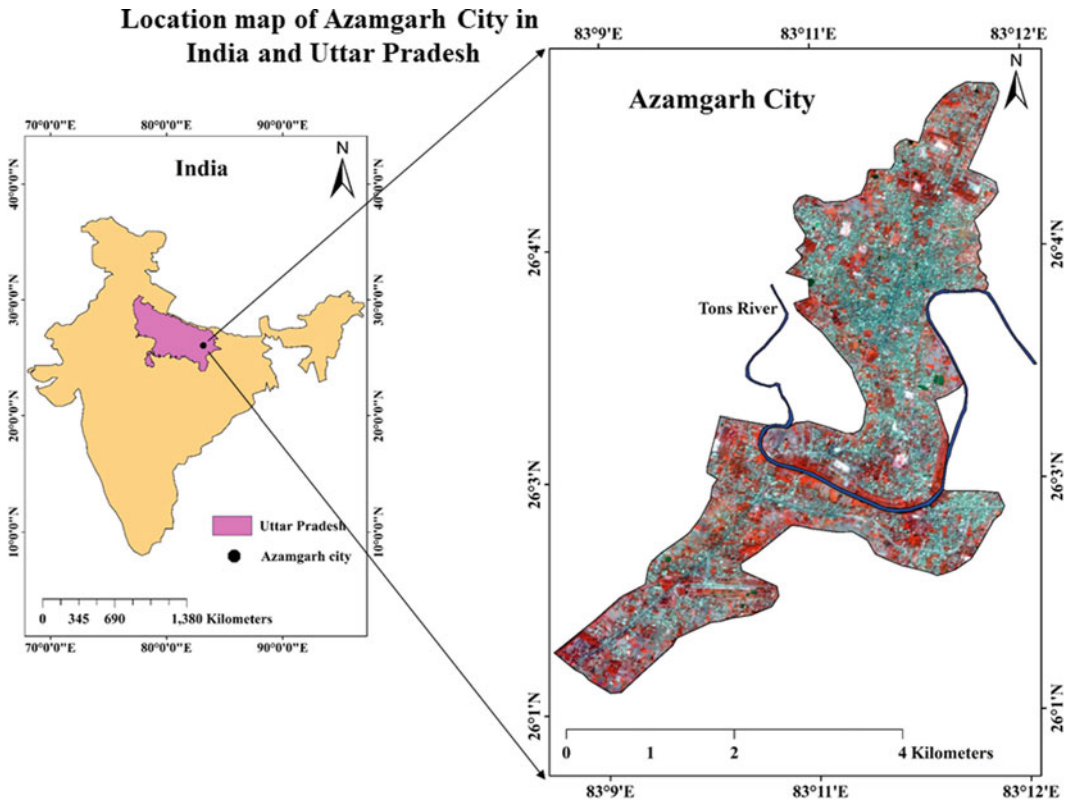 Location map of Azamgarh City in
India and Uttar Pradesh
70°0'0"E 80°0'0"E 90°0'0"E
India
N
40°0'0"N
30°0'0"N
20°0'0"N
10°0'0"N
40°0'0"N
30°0'0"N
20°0'0"N
10°0'0"N
Uttar Pradesh
Azamgarh city
0 345 690 1,380 Kilometers
70°0'0"E 80°0'0"E 90°0'0"E
83°9'E 83°11'E 83°12'E
Azamgarh City
N
26°4'N
26°3'N
26°1'N
26°4'N
26°3'N
26°1'N
Tons River
0 1 2 4 Kilometers
83°9'E 83°11'E 83°12'E